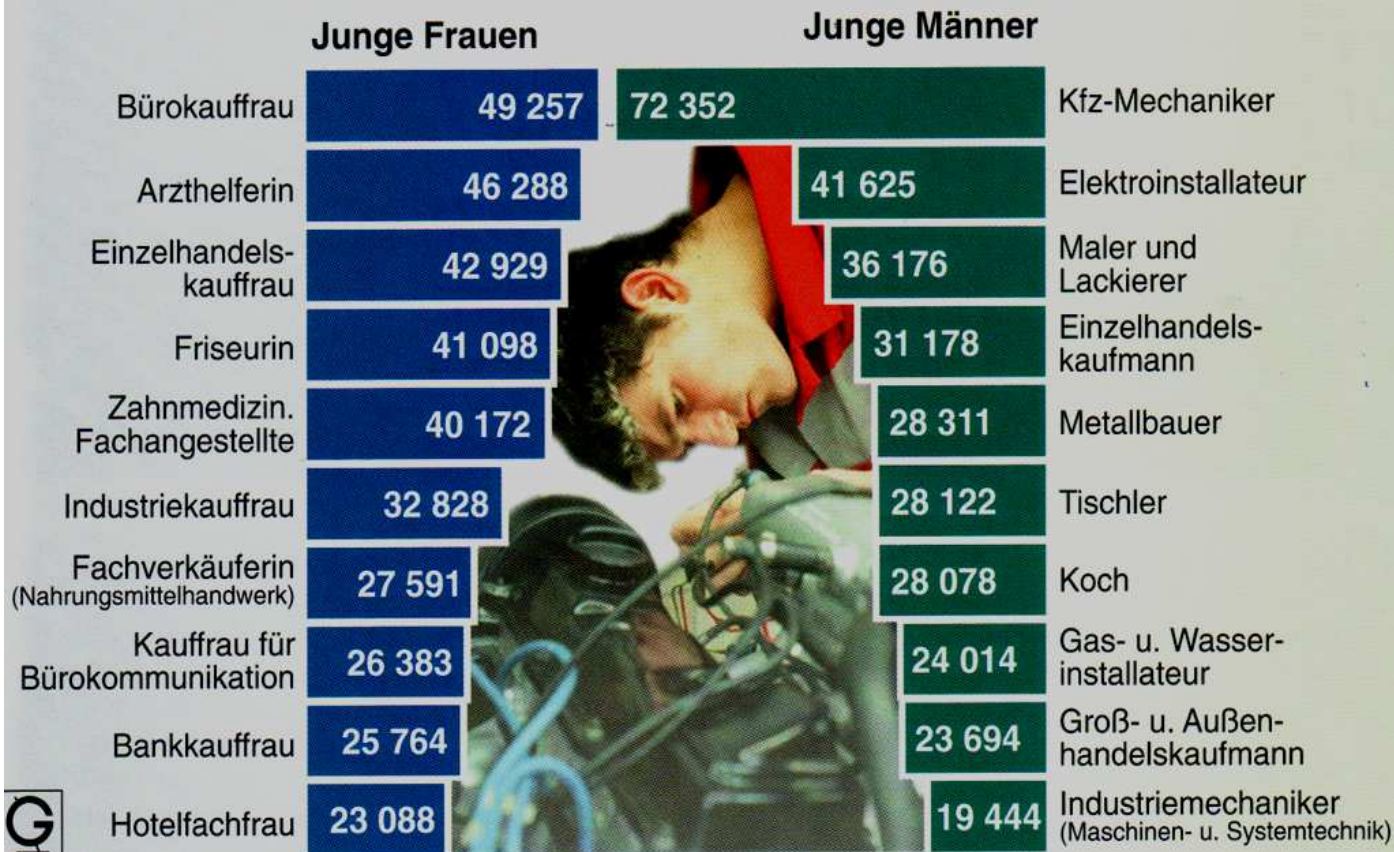 Junge Frauen
Junge Männer
Bürokauffrau 49 257 72 352 Kfz-Mechaniker
Arzthelferin 46 288 41 625 Elektroinstallateur
Einzelhandels-
kauffrau 42 929 36 176 Maler und
Lackierer
Friseurin 41 098 31 178 Einzelhandels-
kaufmann
Zahnmedizin.
Fachangestellte 40 172 28 311 Metallbauer
Industriekauffrau 32 828 28 122 Tischler
Fachverkäuferin
(Nahrungsmittelhandwerk) 27 591 28 078 Koch
Kauffrau für
Bürokommunikation 26 383 24 014 Gas- u. Wasser-
installateur
Bankkauffrau 25 764 23 694 Groß- u. Außen-
handelskaufmann
Hotelfachfrau 23 088 19 444 Industriemechaniker
(Maschinen- u. Systemtechnik)
G